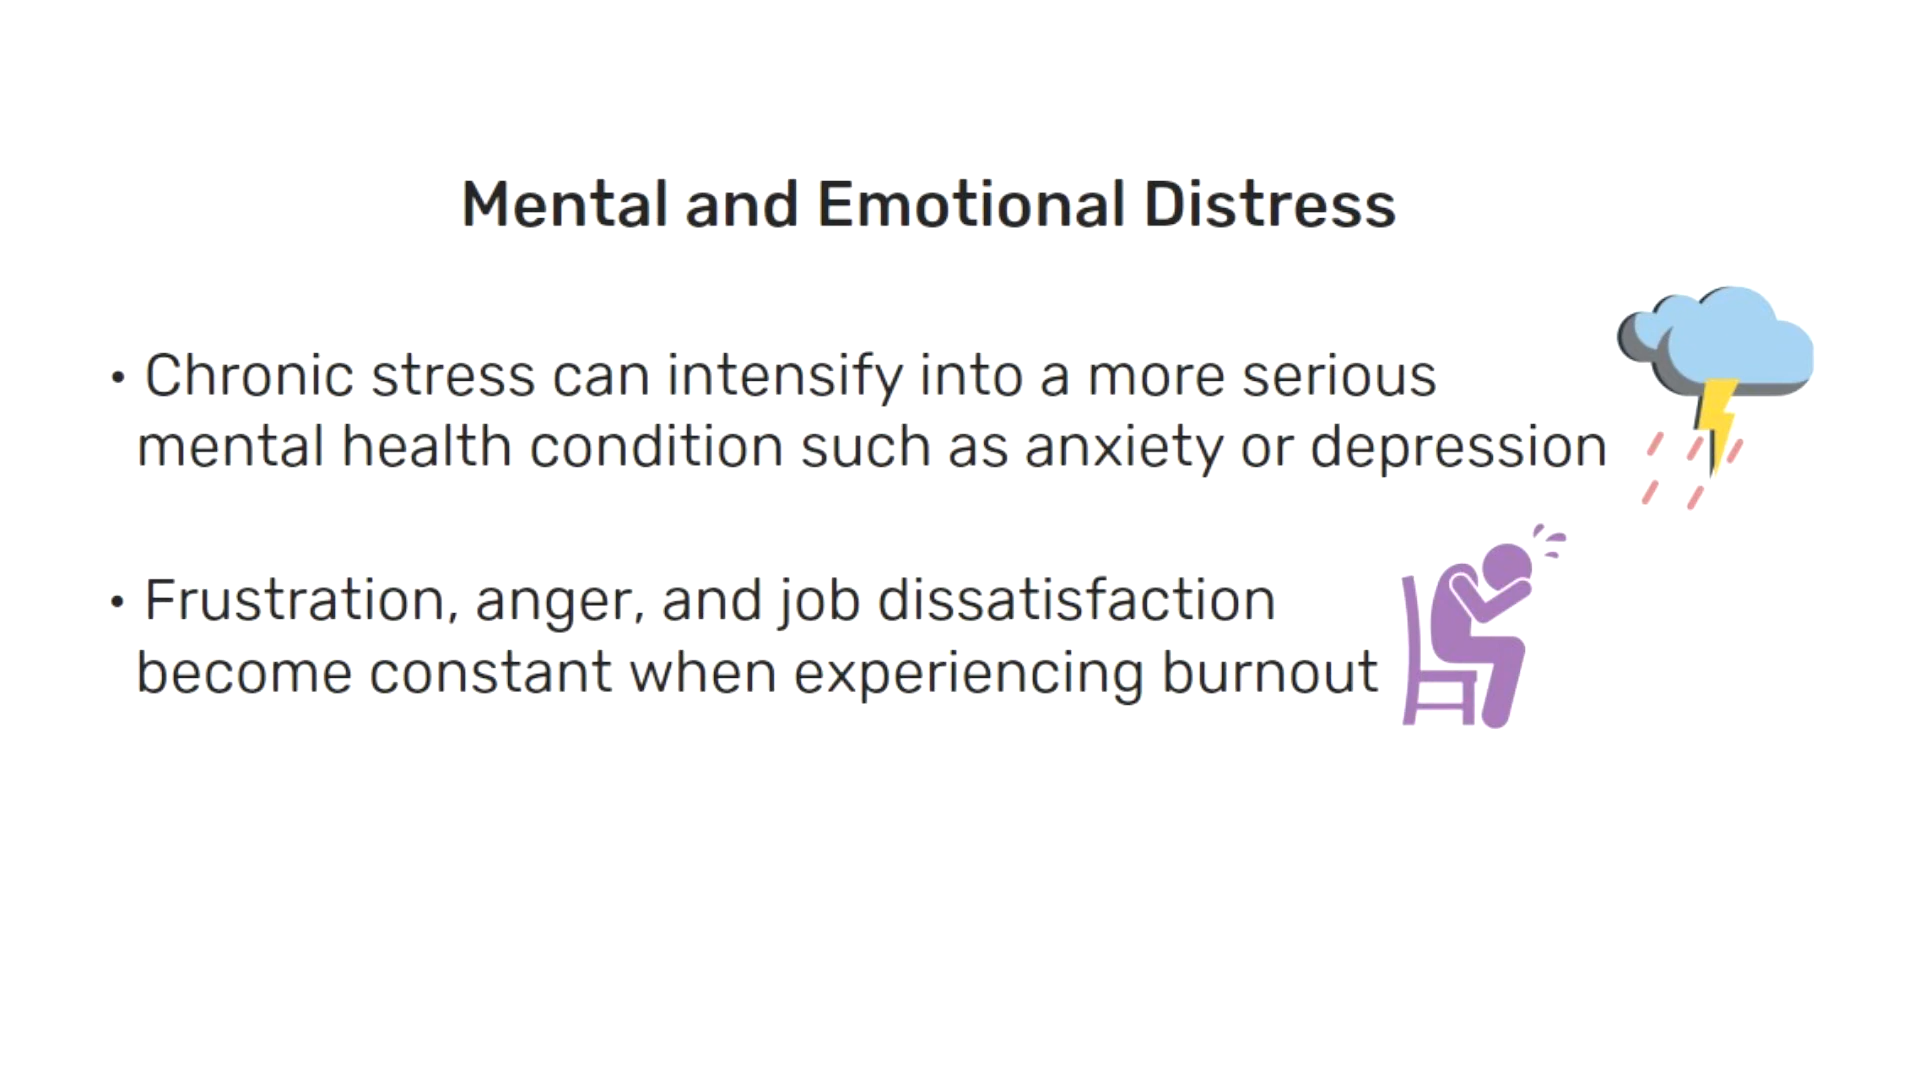 Mental and Emotional Distress
• Chronic stress can intensify into a more serious
mental health condition such as anxiety or depression
• Frustration, anger, and job dissatisfaction
become constant when experiencing burnout